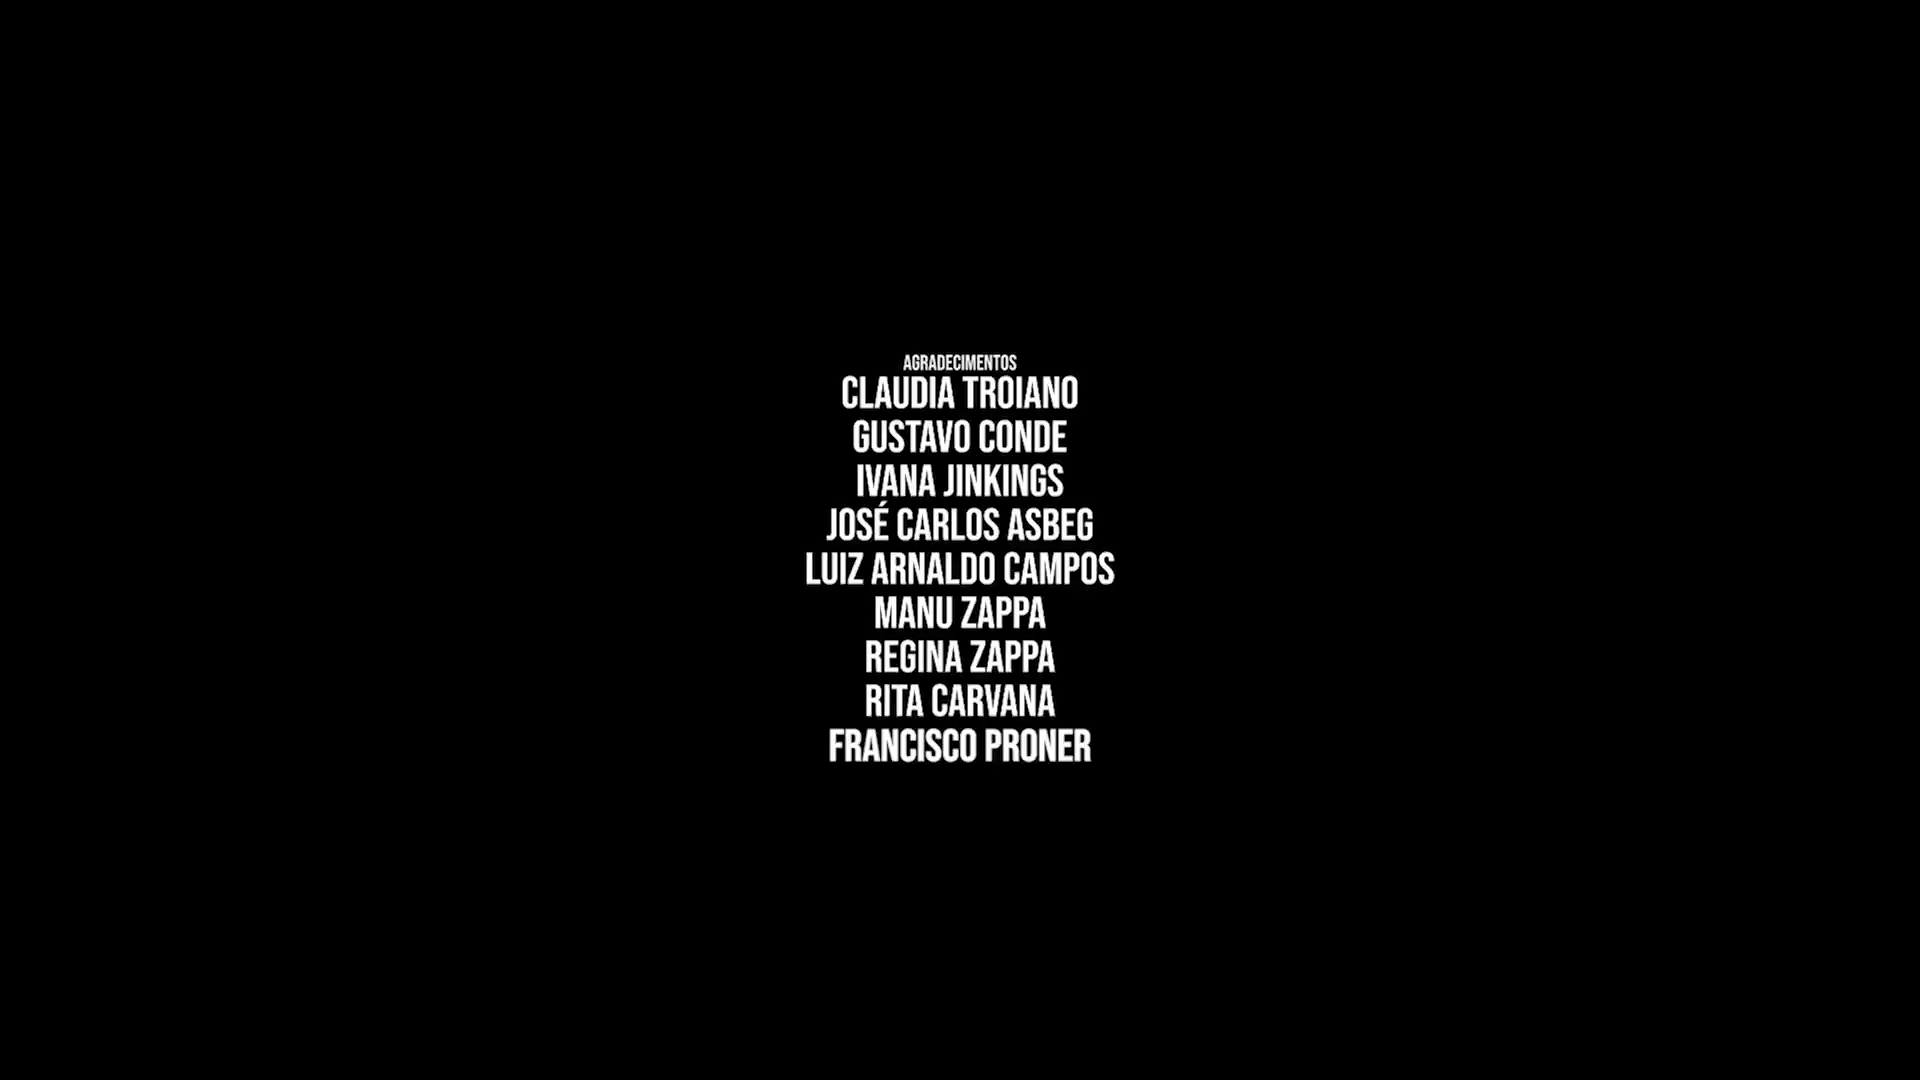 AGRADECIMENTOS
CLAUDIA TROIANO
GUSTAVO CONDE
IVANA JINKINGS
JOSÉ CARLOS ASBEG
LUIZ ARNALDO CAMPOS
MANU ZAPPA
REGINA ZAPPA
RITA CARVANA
FRANCISCO PRONER